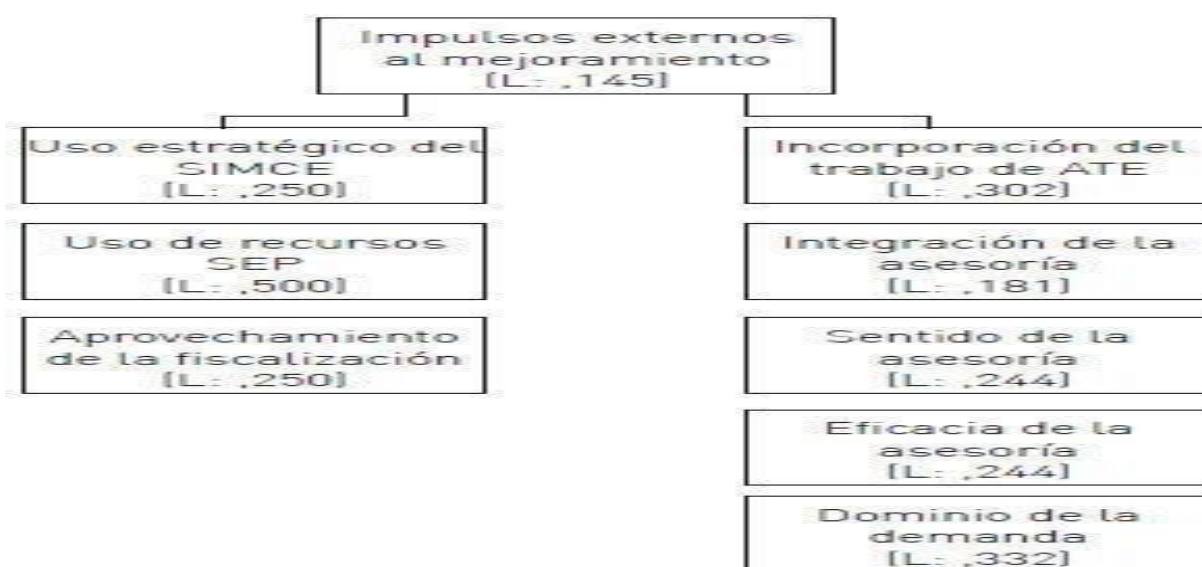 Impulsos externos
al mejoramiento
(L: ,145)
Uso estratégico del
SIMCE
(L: ,250)
Uso de recursos
SEP
(L: ,500)
Aprovechamiento
de la fiscalización
(L: ,250)
Incorporación del
trabajo de ATE
(L: ,302)
Integración de la
asesoría
(L: ,181)
Sentido de la
asesoría
(L: ,244)
Eficacia de la
asesoría
(L: ,244)
Dominio de la
demanda
(L: ,332)